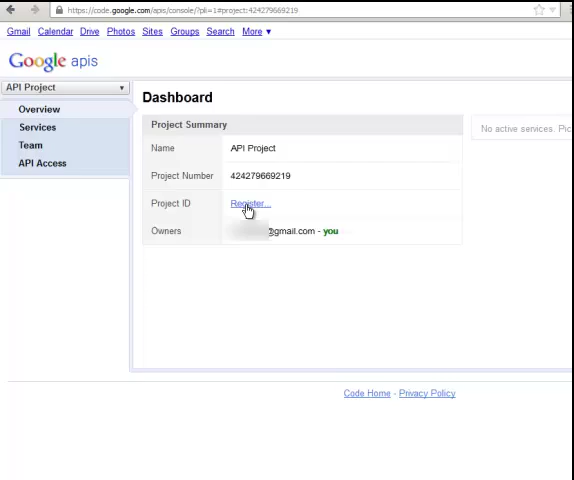 https://code.google.com/apis/console/?pli=1#project:424279669219
Gmail Calendar Drive Photos Sites Groups Search More ▼
Google apis
API Project ▼
Overview
Services
Team
API Access
Dashboard
Project Summary
Name API Project
Project Number 424279669219
Project ID Register...
Owners @gmail.com - you
No active services. Pic
Code Home - Privacy Policy